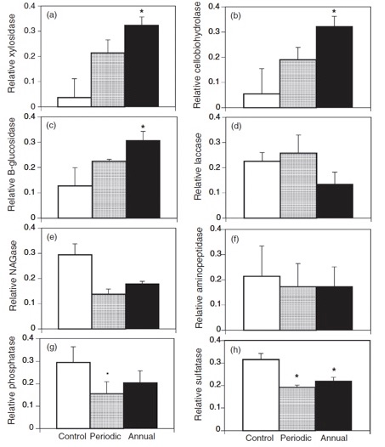 (a)
Relative xylosidase
0.4
0.3
0.2
0.1
0
*
(b)
Relative cellobiohydrolase
0.4
0.3
0.2
0.1
0
*
(c)
Relative B-glucosidase
0.4
0.3
0.2
0.1
0
*
(d)
Relative laccase
0.4
0.3
0.2
0.1
0
(e)
Relative NAGase
0.4
0.3
0.2
0.1
0
(f)
Relative aminopeptidase
0.4
0.3
0.2
0.1
0
(g)
Relative phosphatase
0.4
0.3
0.2
0.1
0
*
Control Periodic Annual
(h)
Relative sulfatase
0.4
0.3
0.2
0.1
0
* *
Control Periodic Annual